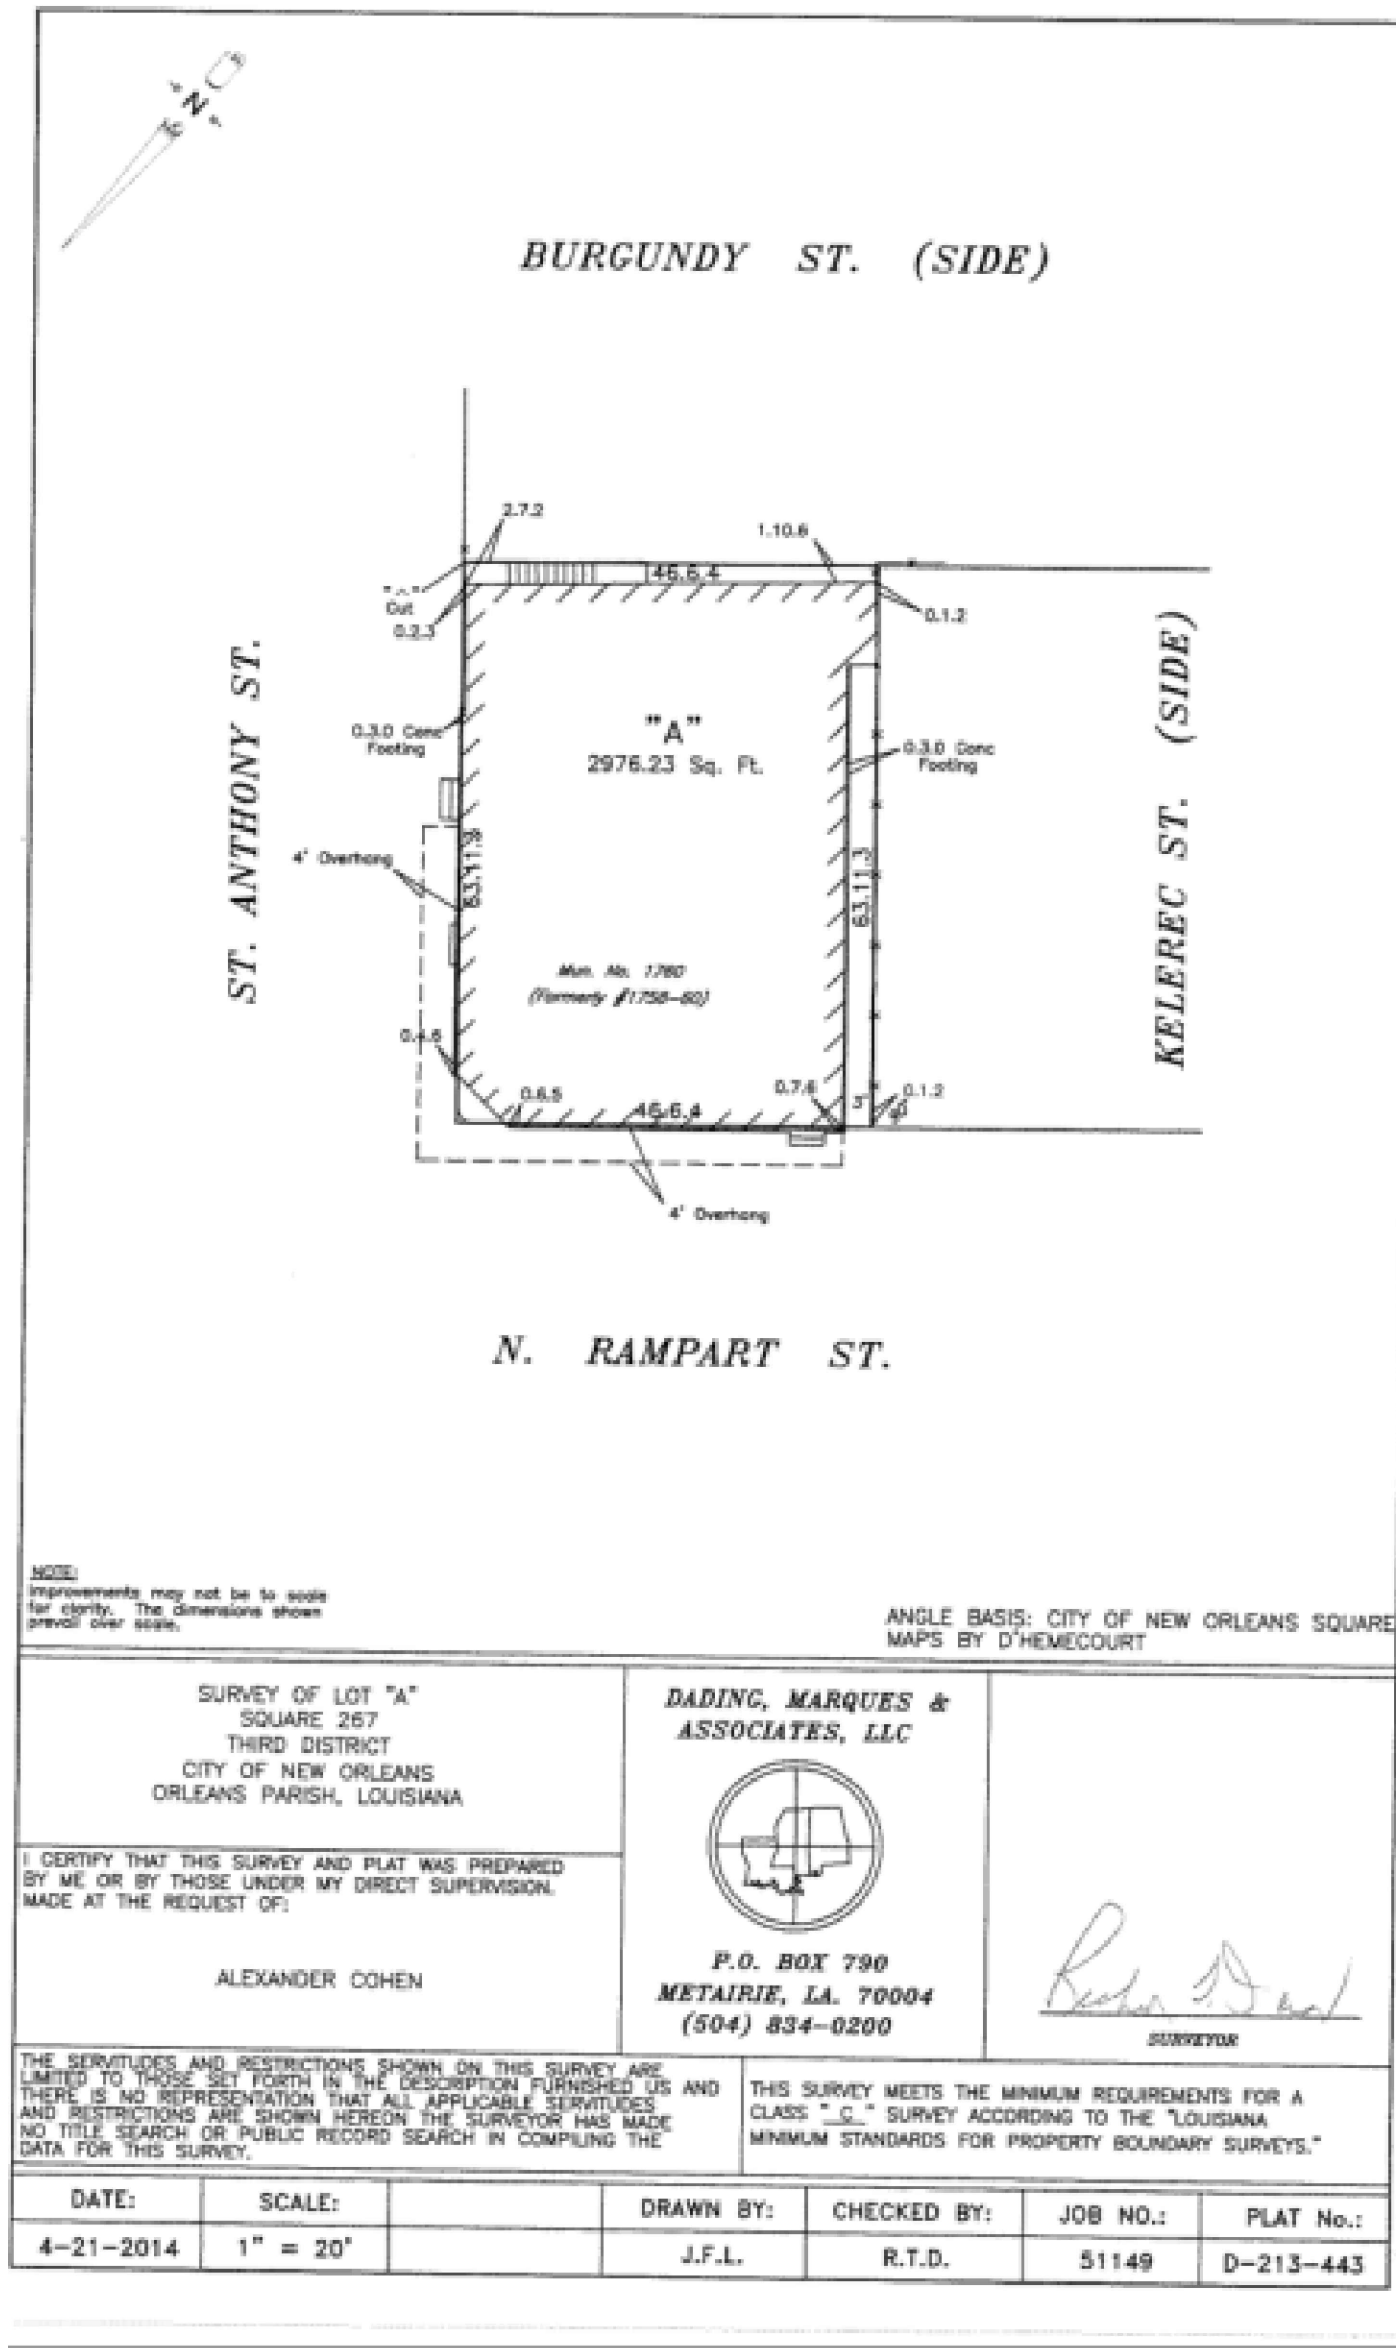 N
BURGUNDY ST. (SIDE)
2.7.2
1.10.6
46.6.4
Cut
0.2.3
0.1.2
ST. ANTHONY ST.
KELEREC ST. (SIDE)
"A"
2976.23 Sq. Ft.
0.3.0 Conc
Footing
0.3.0 Conc
Footing
4' Overhang
63.11.3
Mun. No. 1760
(Formerly #1758-60)
0.6.5
46.6.4
0.7.6
3'
0.1.2
4' Overhang
N. RAMPART ST.
NOTE:
Improvements may not be to scale
for clarity. The dimensions shown
prevail over scale.
ANGLE BASIS: CITY OF NEW ORLEANS SQUARE
MAPS BY D'HEMECOURT
SURVEY OF LOT "A"
SQUARE 267
THIRD DISTRICT
CITY OF NEW ORLEANS
ORLEANS PARISH, LOUISIANA
I CERTIFY THAT THIS SURVEY AND PLAT WAS PREPARED
BY ME OR BY THOSE UNDER MY DIRECT SUPERVISION.
MADE AT THE REQUEST OF:
ALEXANDER COHEN
DADING, MARQUES &
ASSOCIATES, LLC
P.O. BOX 790
METAIRIE, LA. 70004
(504) 834-0200
SURVEYOR
THE SERVITUDES AND RESTRICTIONS SHOWN ON THIS SURVEY ARE
LIMITED TO THOSE SET FORTH IN THE DESCRIPTION FURNISHED US AND
THERE IS NO REPRESENTATION THAT ALL APPLICABLE SERVITUDES
AND RESTRICTIONS ARE SHOWN HEREON THE SURVEYOR HAS MADE
NO TITLE SEARCH OR PUBLIC RECORD SEARCH IN COMPILING THE
DATA FOR THIS SURVEY.
THIS SURVEY MEETS THE MINIMUM REQUIREMENTS FOR A
CLASS " C " SURVEY ACCORDING TO THE "LOUISIANA
MINIMUM STANDARDS FOR PROPERTY BOUNDARY SURVEYS."
DATE:
SCALE:
DRAWN BY:
CHECKED BY:
JOB NO.:
PLAT No.:
4-21-2014
1" = 20'
J.F.L.
R.T.D.
51149
D-213-443